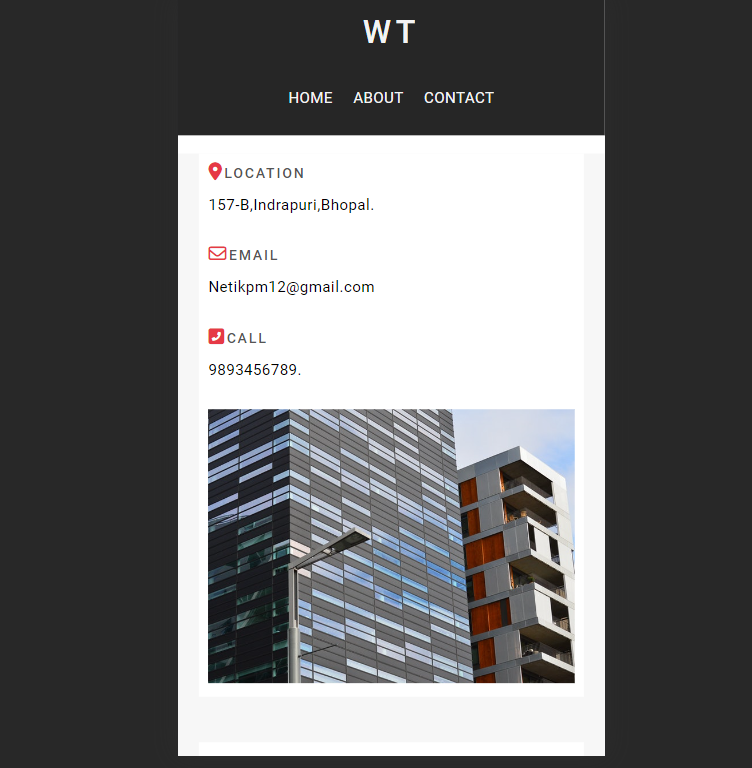 WT
HOME ABOUT CONTACT
LOCATION
157-B,Indrapuri,Bhopal.
EMAIL
Netikpm12@gmail.com
CALL
9893456789.